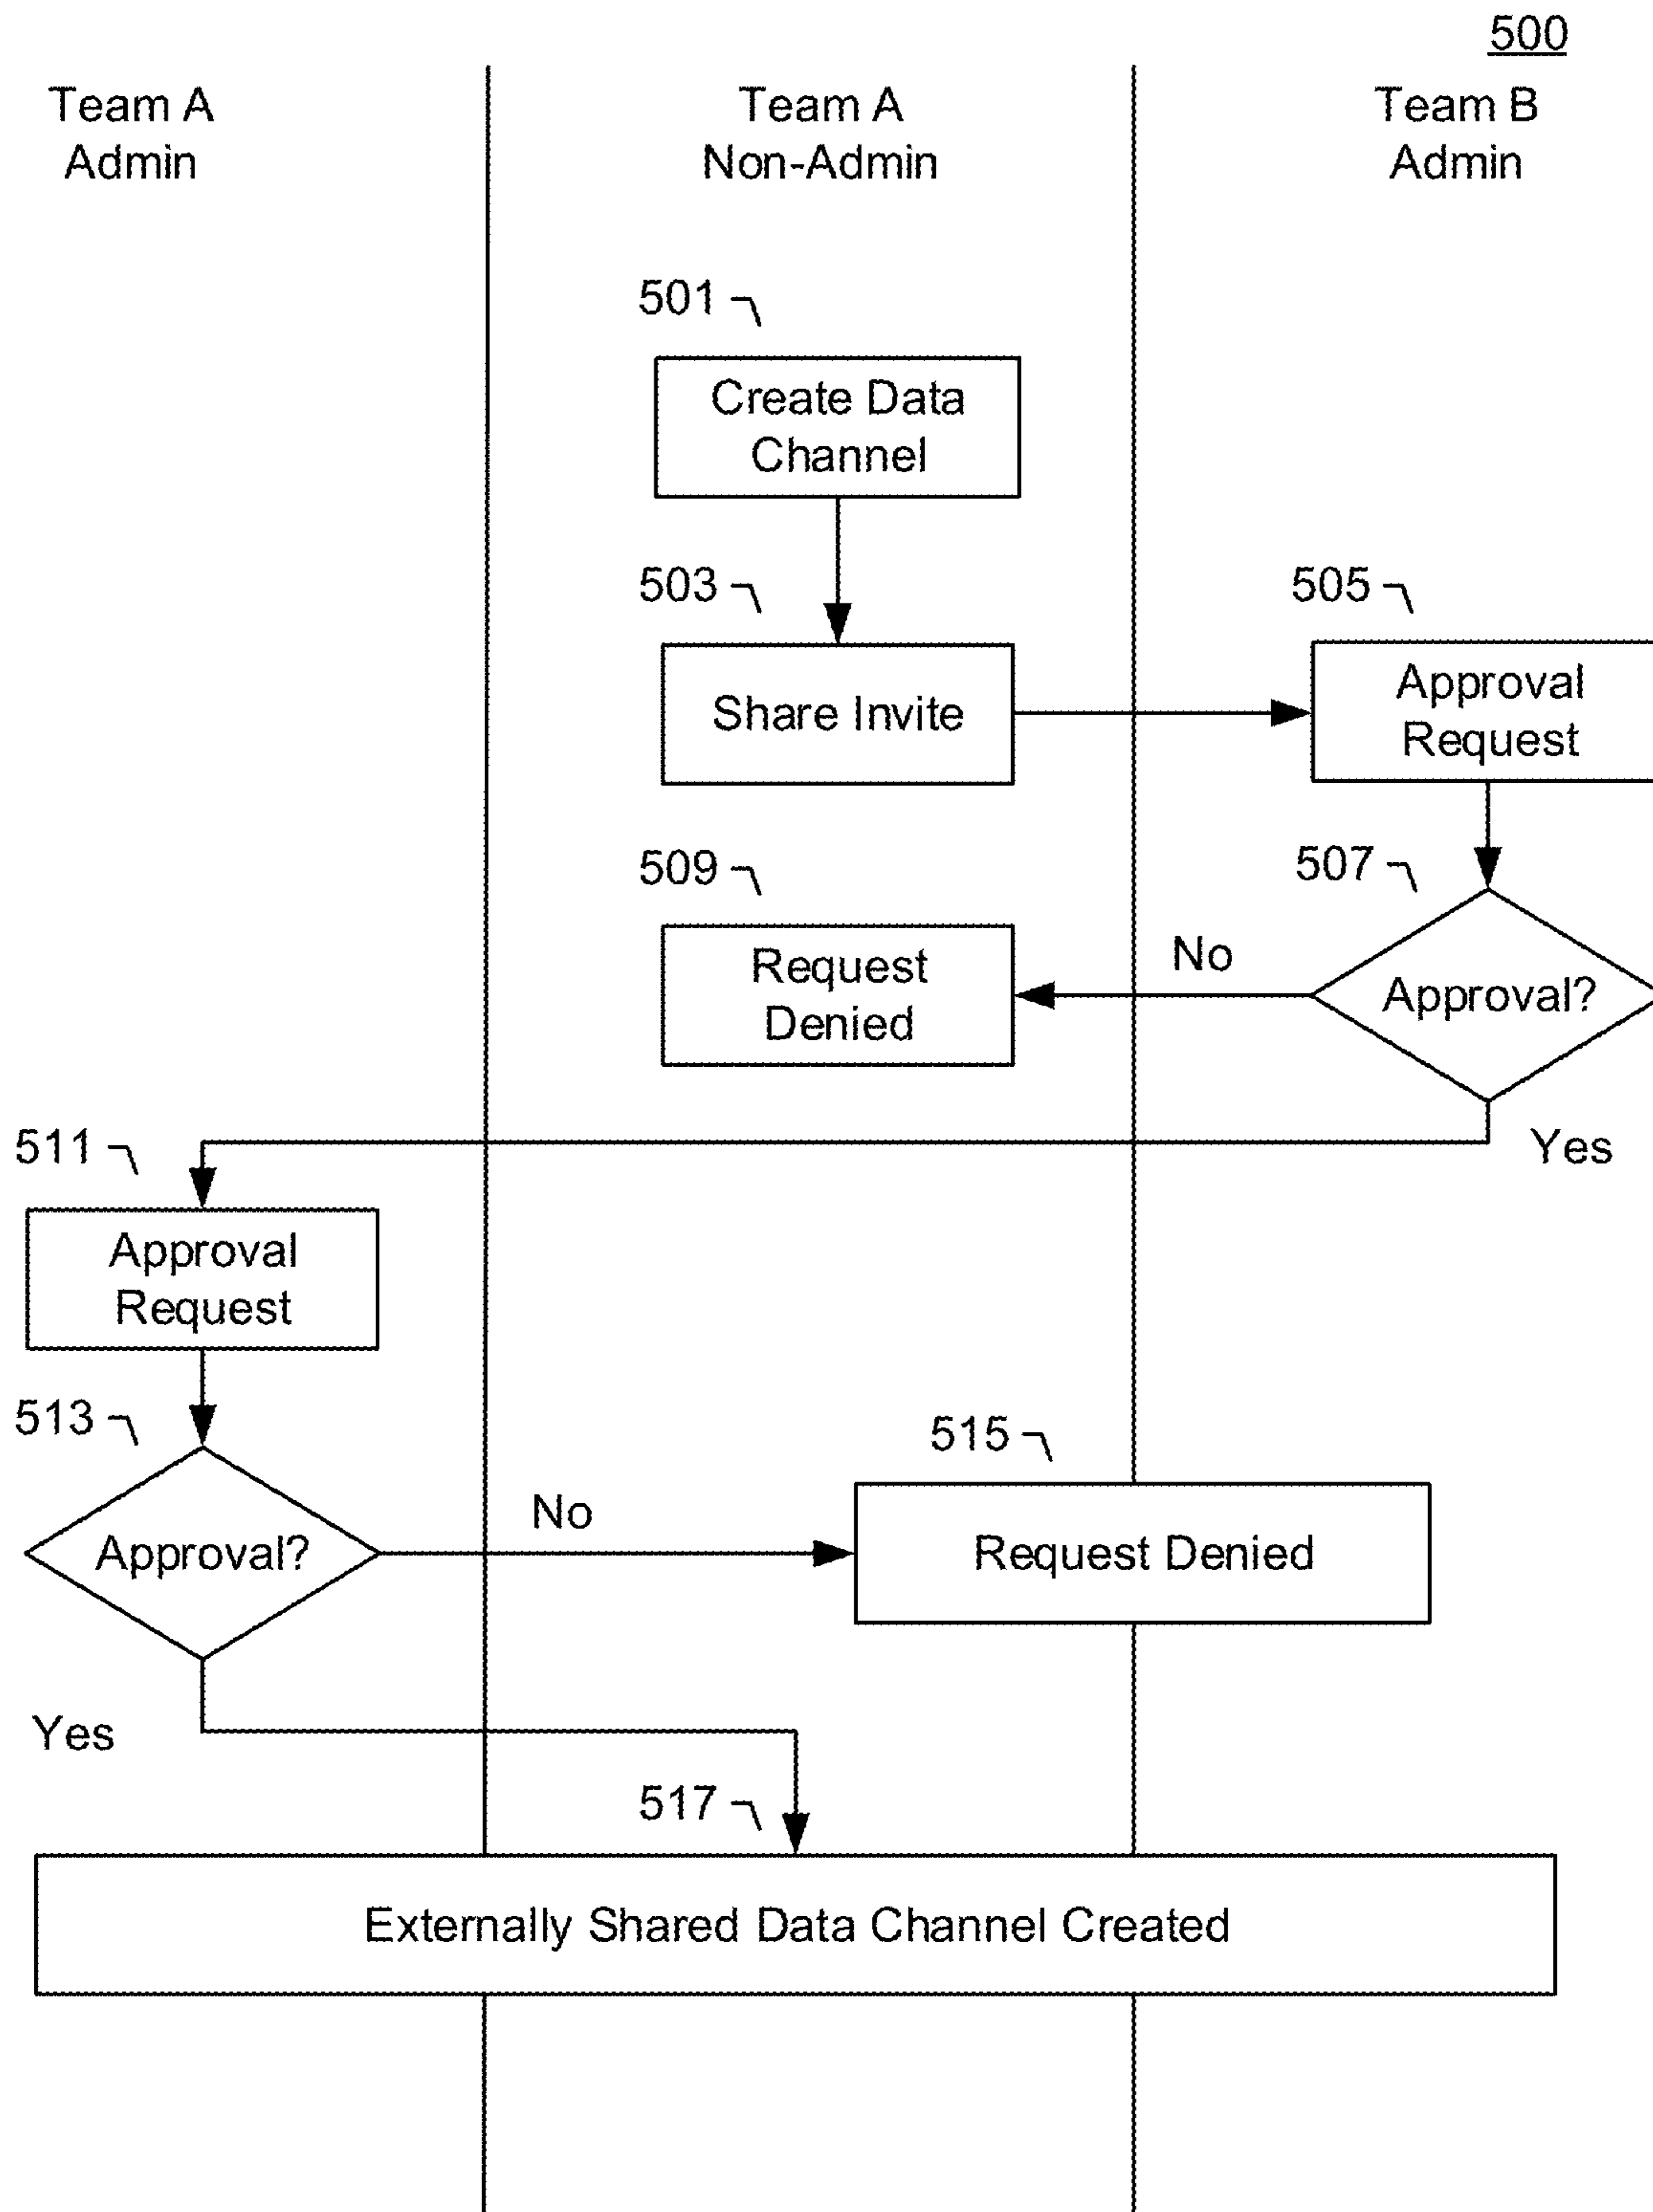 500
Team A
Admin
Team A
Non-Admin
Team B
Admin
501
Create Data
Channel
503
Share Invite
505
Approval
Request
507
Approval?
No
509
Request
Denied
Yes
511
Approval
Request
513
Approval?
No
515
Request Denied
Yes
517
Externally Shared Data Channel Created